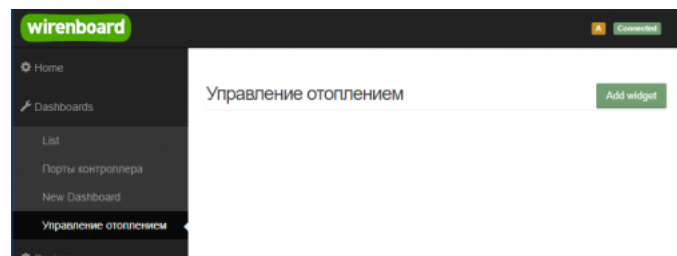 wirenboard
A Connected
Home
Управление отоплением
Add widget
Dashboards
List
Порты контроллера
New Dashboard
Управление отоплением